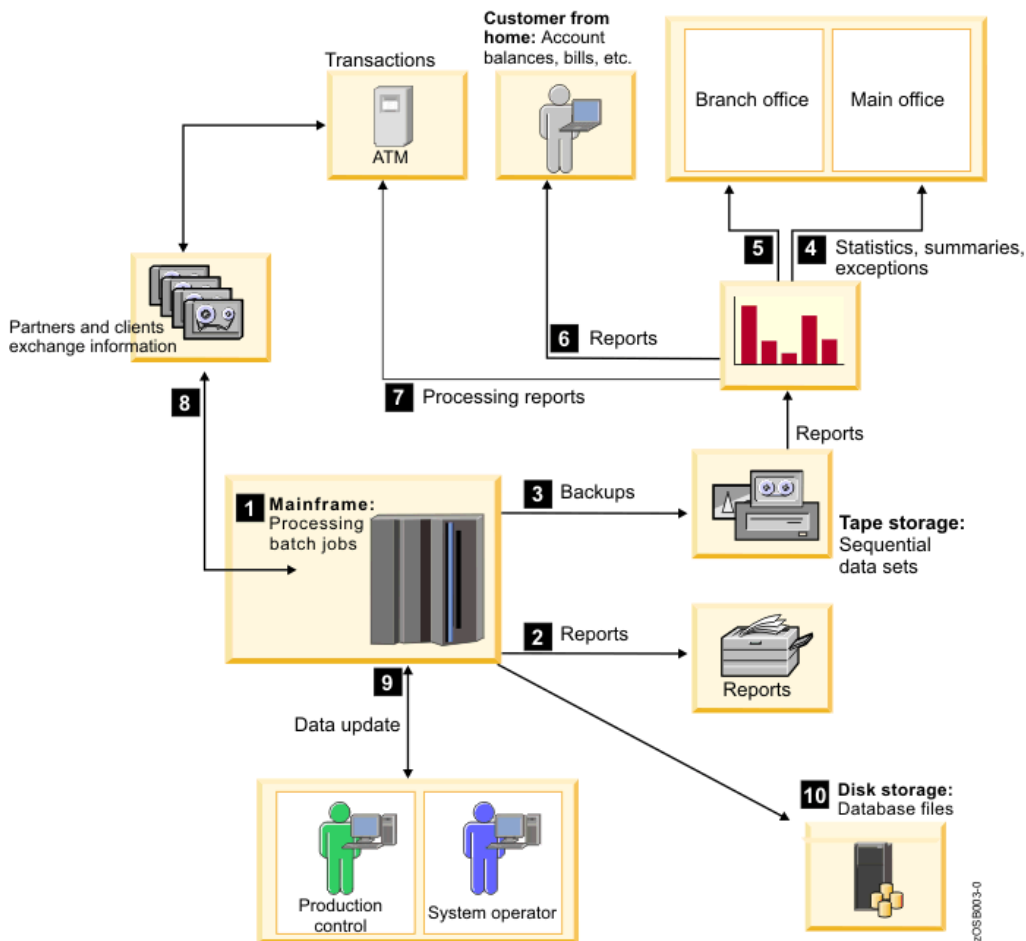 Customer from
home: Account
balances, bills, etc.
Transactions
ATM
Branch office
Main office
5
4
Statistics, summaries,
exceptions
Partners and clients
exchange information
6
Reports
7
Processing reports
8
Reports
1
Mainframe:
Processing
batch jobs
3
Backups
Tape storage:
Sequential
data sets
2
Reports
Reports
9
Data update
10
Disk storage:
Database files
Production
control
System operator
zOSB003-0